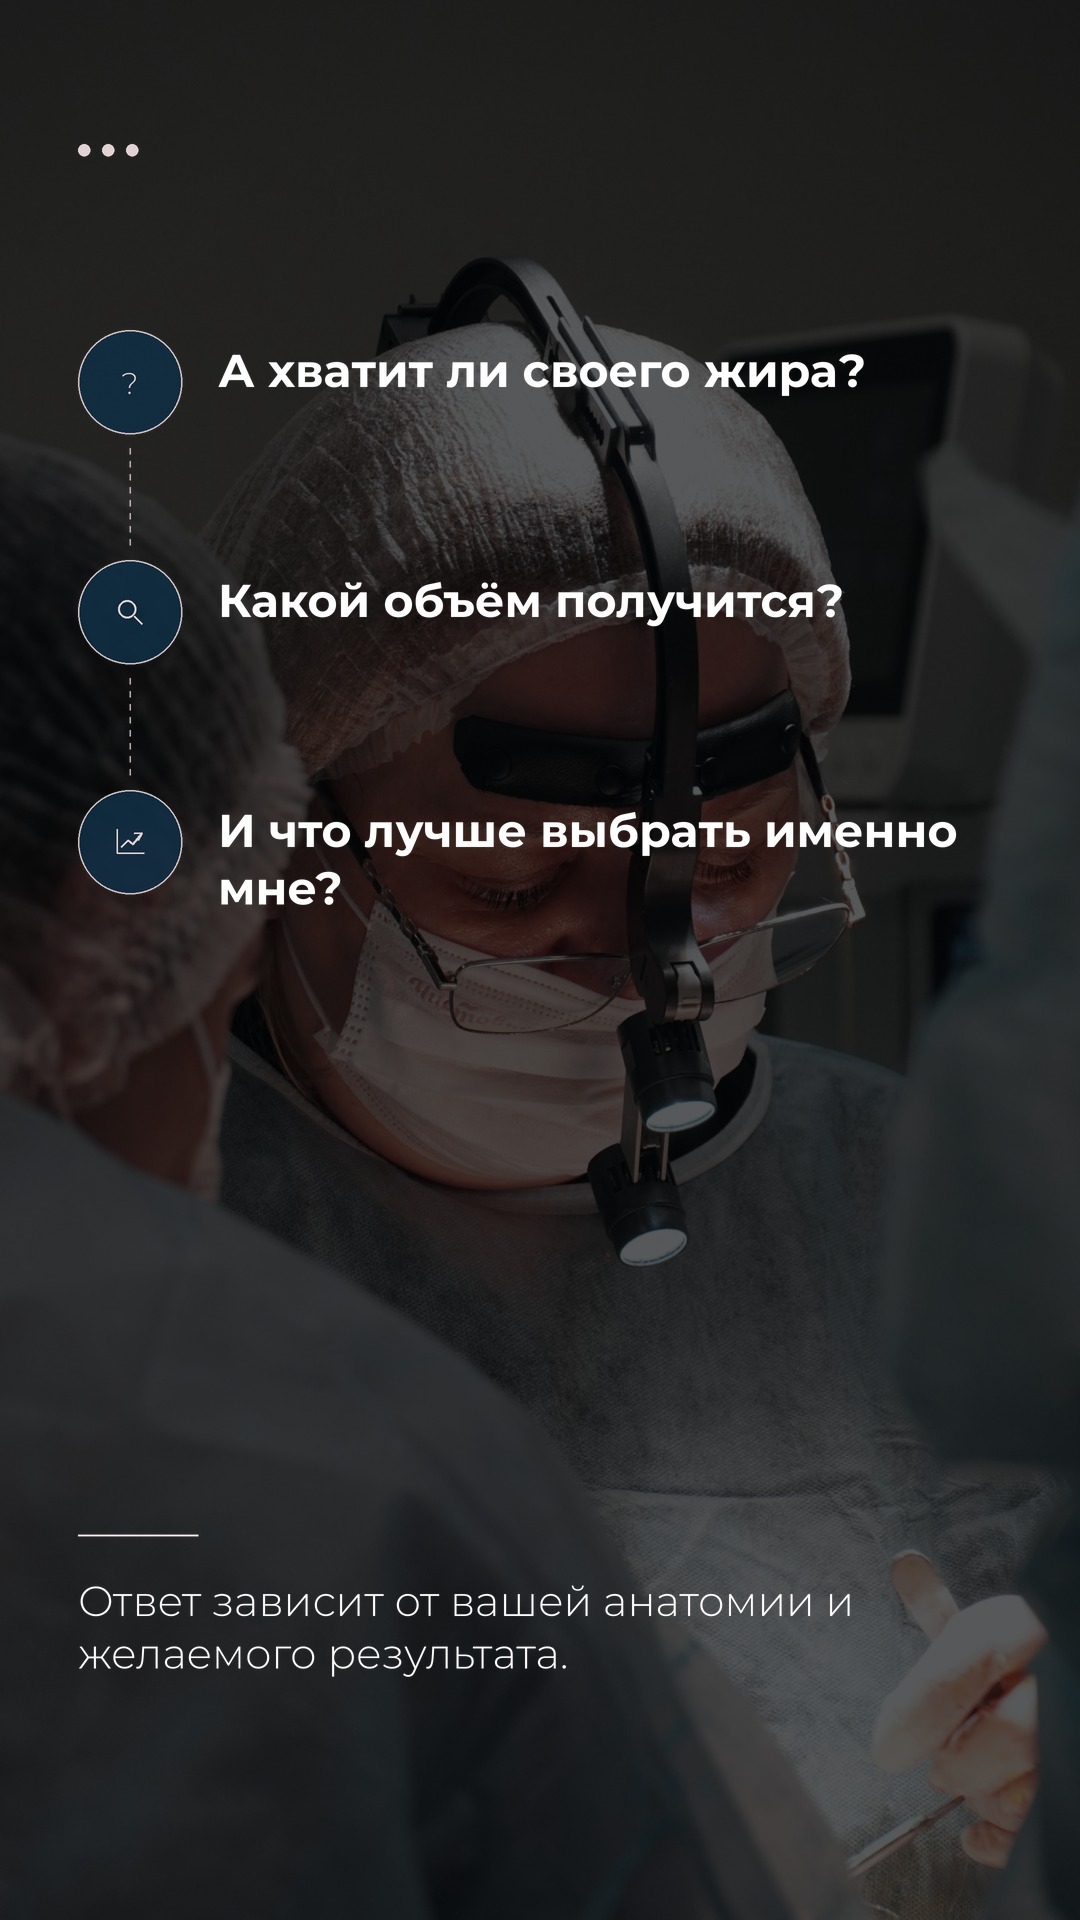 ?
А хватит ли своего жира?
Какой объём получится?
И что лучше выбрать именно
мне?
Ответ зависит от вашей анатомии и
желаемого результата.